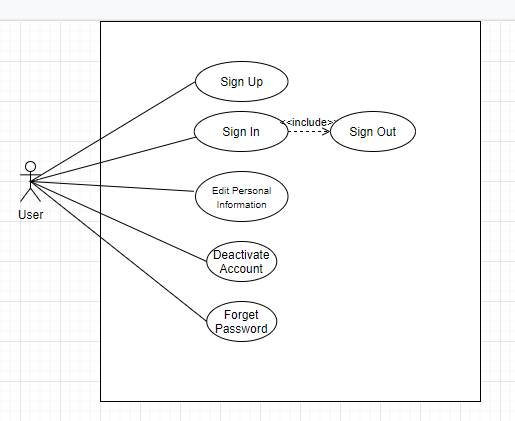 Sign Up
<<include>>
Sign In
Sign Out
Edit Personal
Information
User
Deactivate
Account
Forget
Password